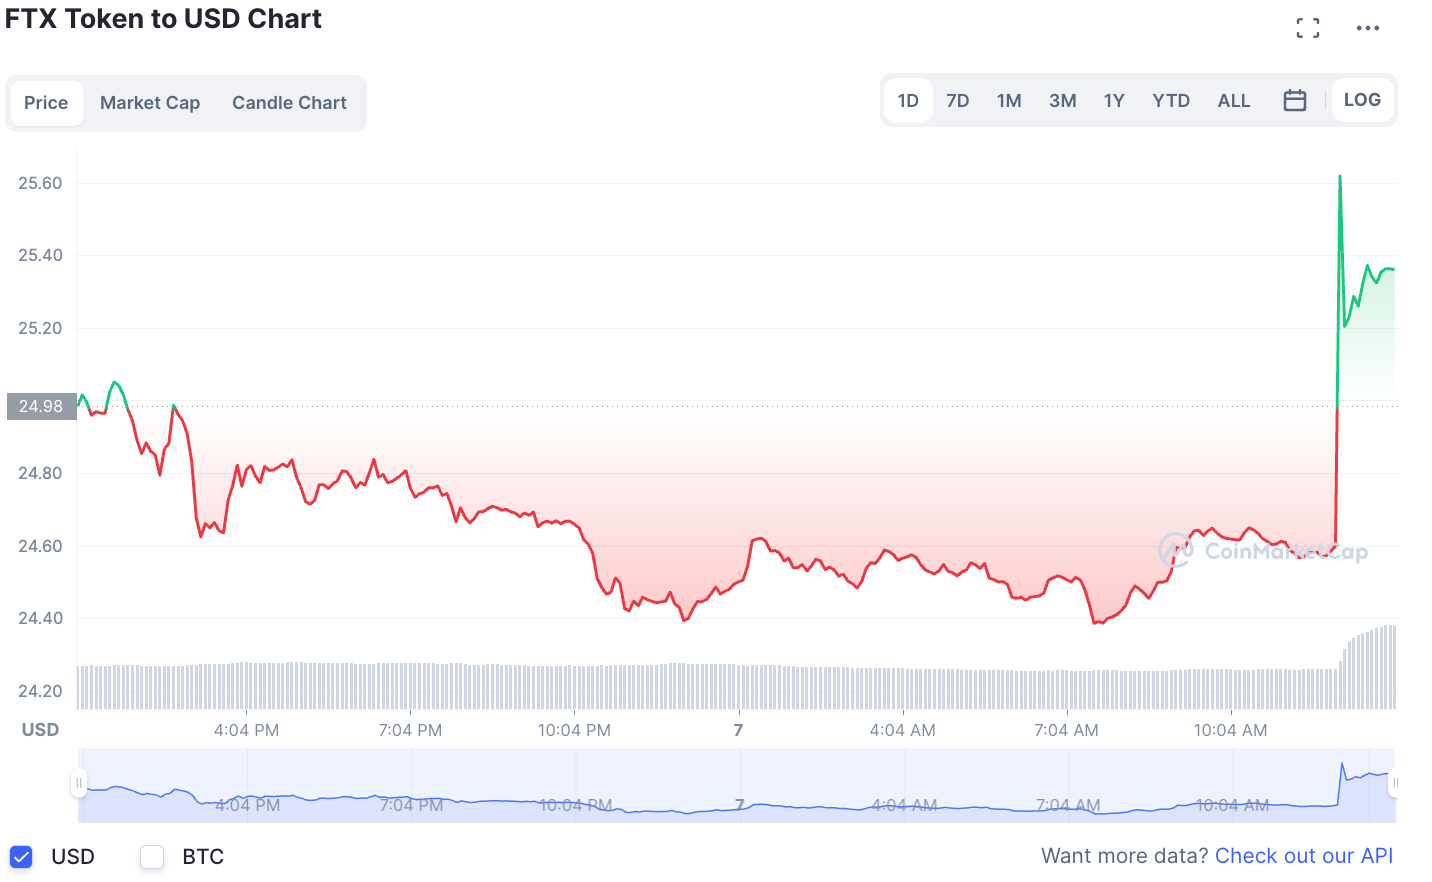 FTX Token to USD Chart
Price Market Cap Candle Chart
1D 7D 1M 3M 1Y YTD ALL LOG
25.60
25.40
25.20
24.98
24.80
24.60
CoinMarketCap
24.40
24.20
USD 4:04 PM 7:04 PM 10:04 PM 7 4:04 AM 7:04 AM 10:04 AM
4:04 PM 7:04 PM 10:04 PM 7 4:04 AM 7:04 AM 10:04 AM
USD BTC Want more data? Check out our API